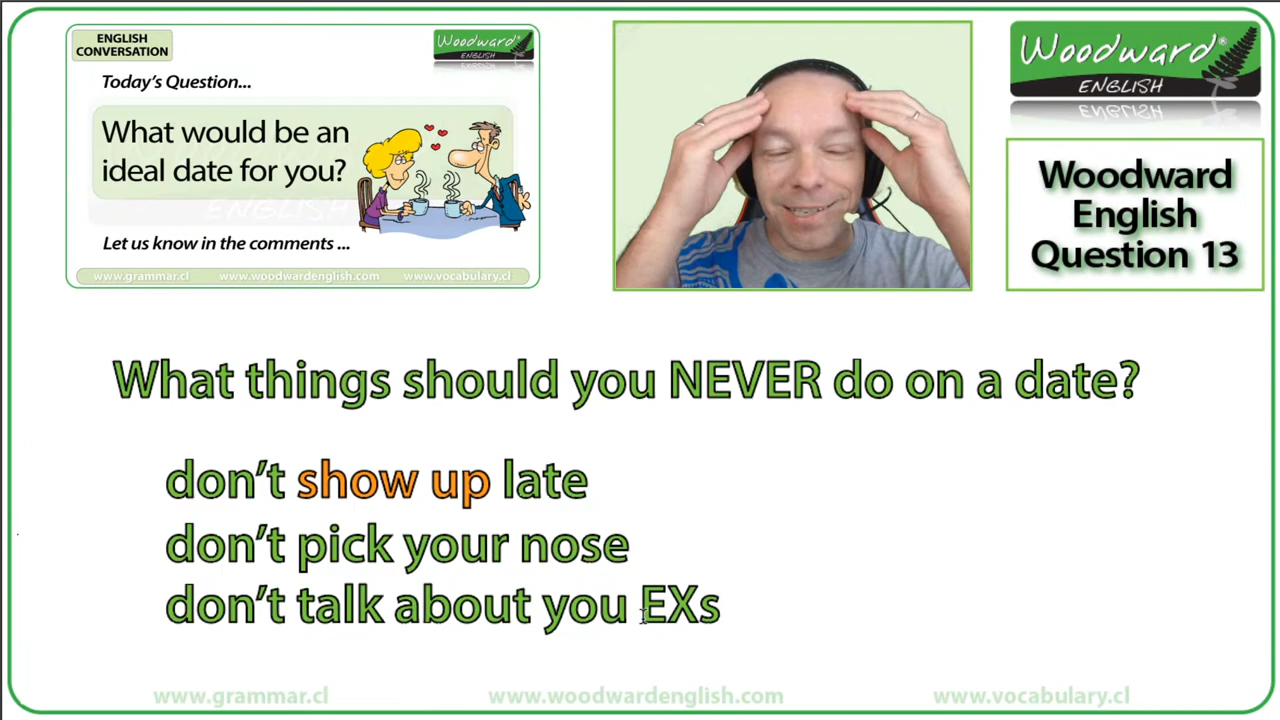 ENGLISH
CONVERSATION
Woodward
ENGLISH
Today's Question...
What would be an
ideal date for you?
Let us know in the comments ...
www.grammar.cl www.woodwardenglish.com www.vocabulary.cl
Woodward®
ENGLISH
Woodward
English
Question 13
What things should you NEVER do on a date?
don't show up late
don't pick your nose
don't talk about you EXs
www.grammar.cl www.woodwardenglish.com www.vocabulary.cl